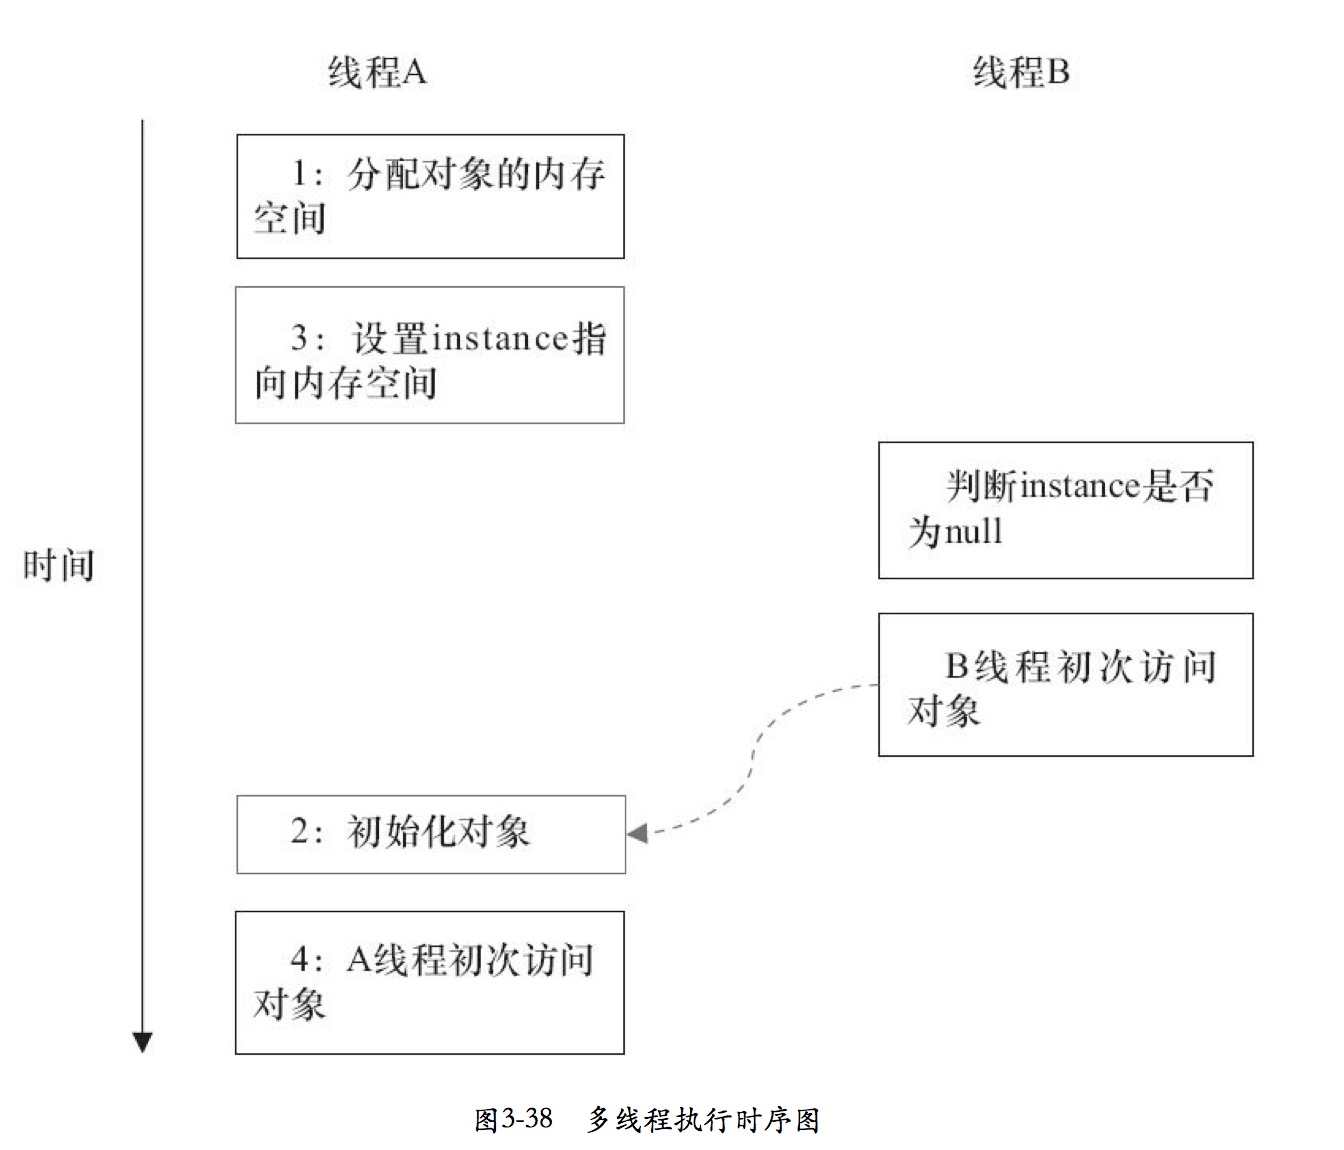 线程A
线程B
1：分配对象的内存
空间
3：设置instance指
向内存空间
判断instance是否
为null
时间
B线程初次访问
对象
2：初始化对象
4：A线程初次访问
对象
图3-38 多线程执行时序图